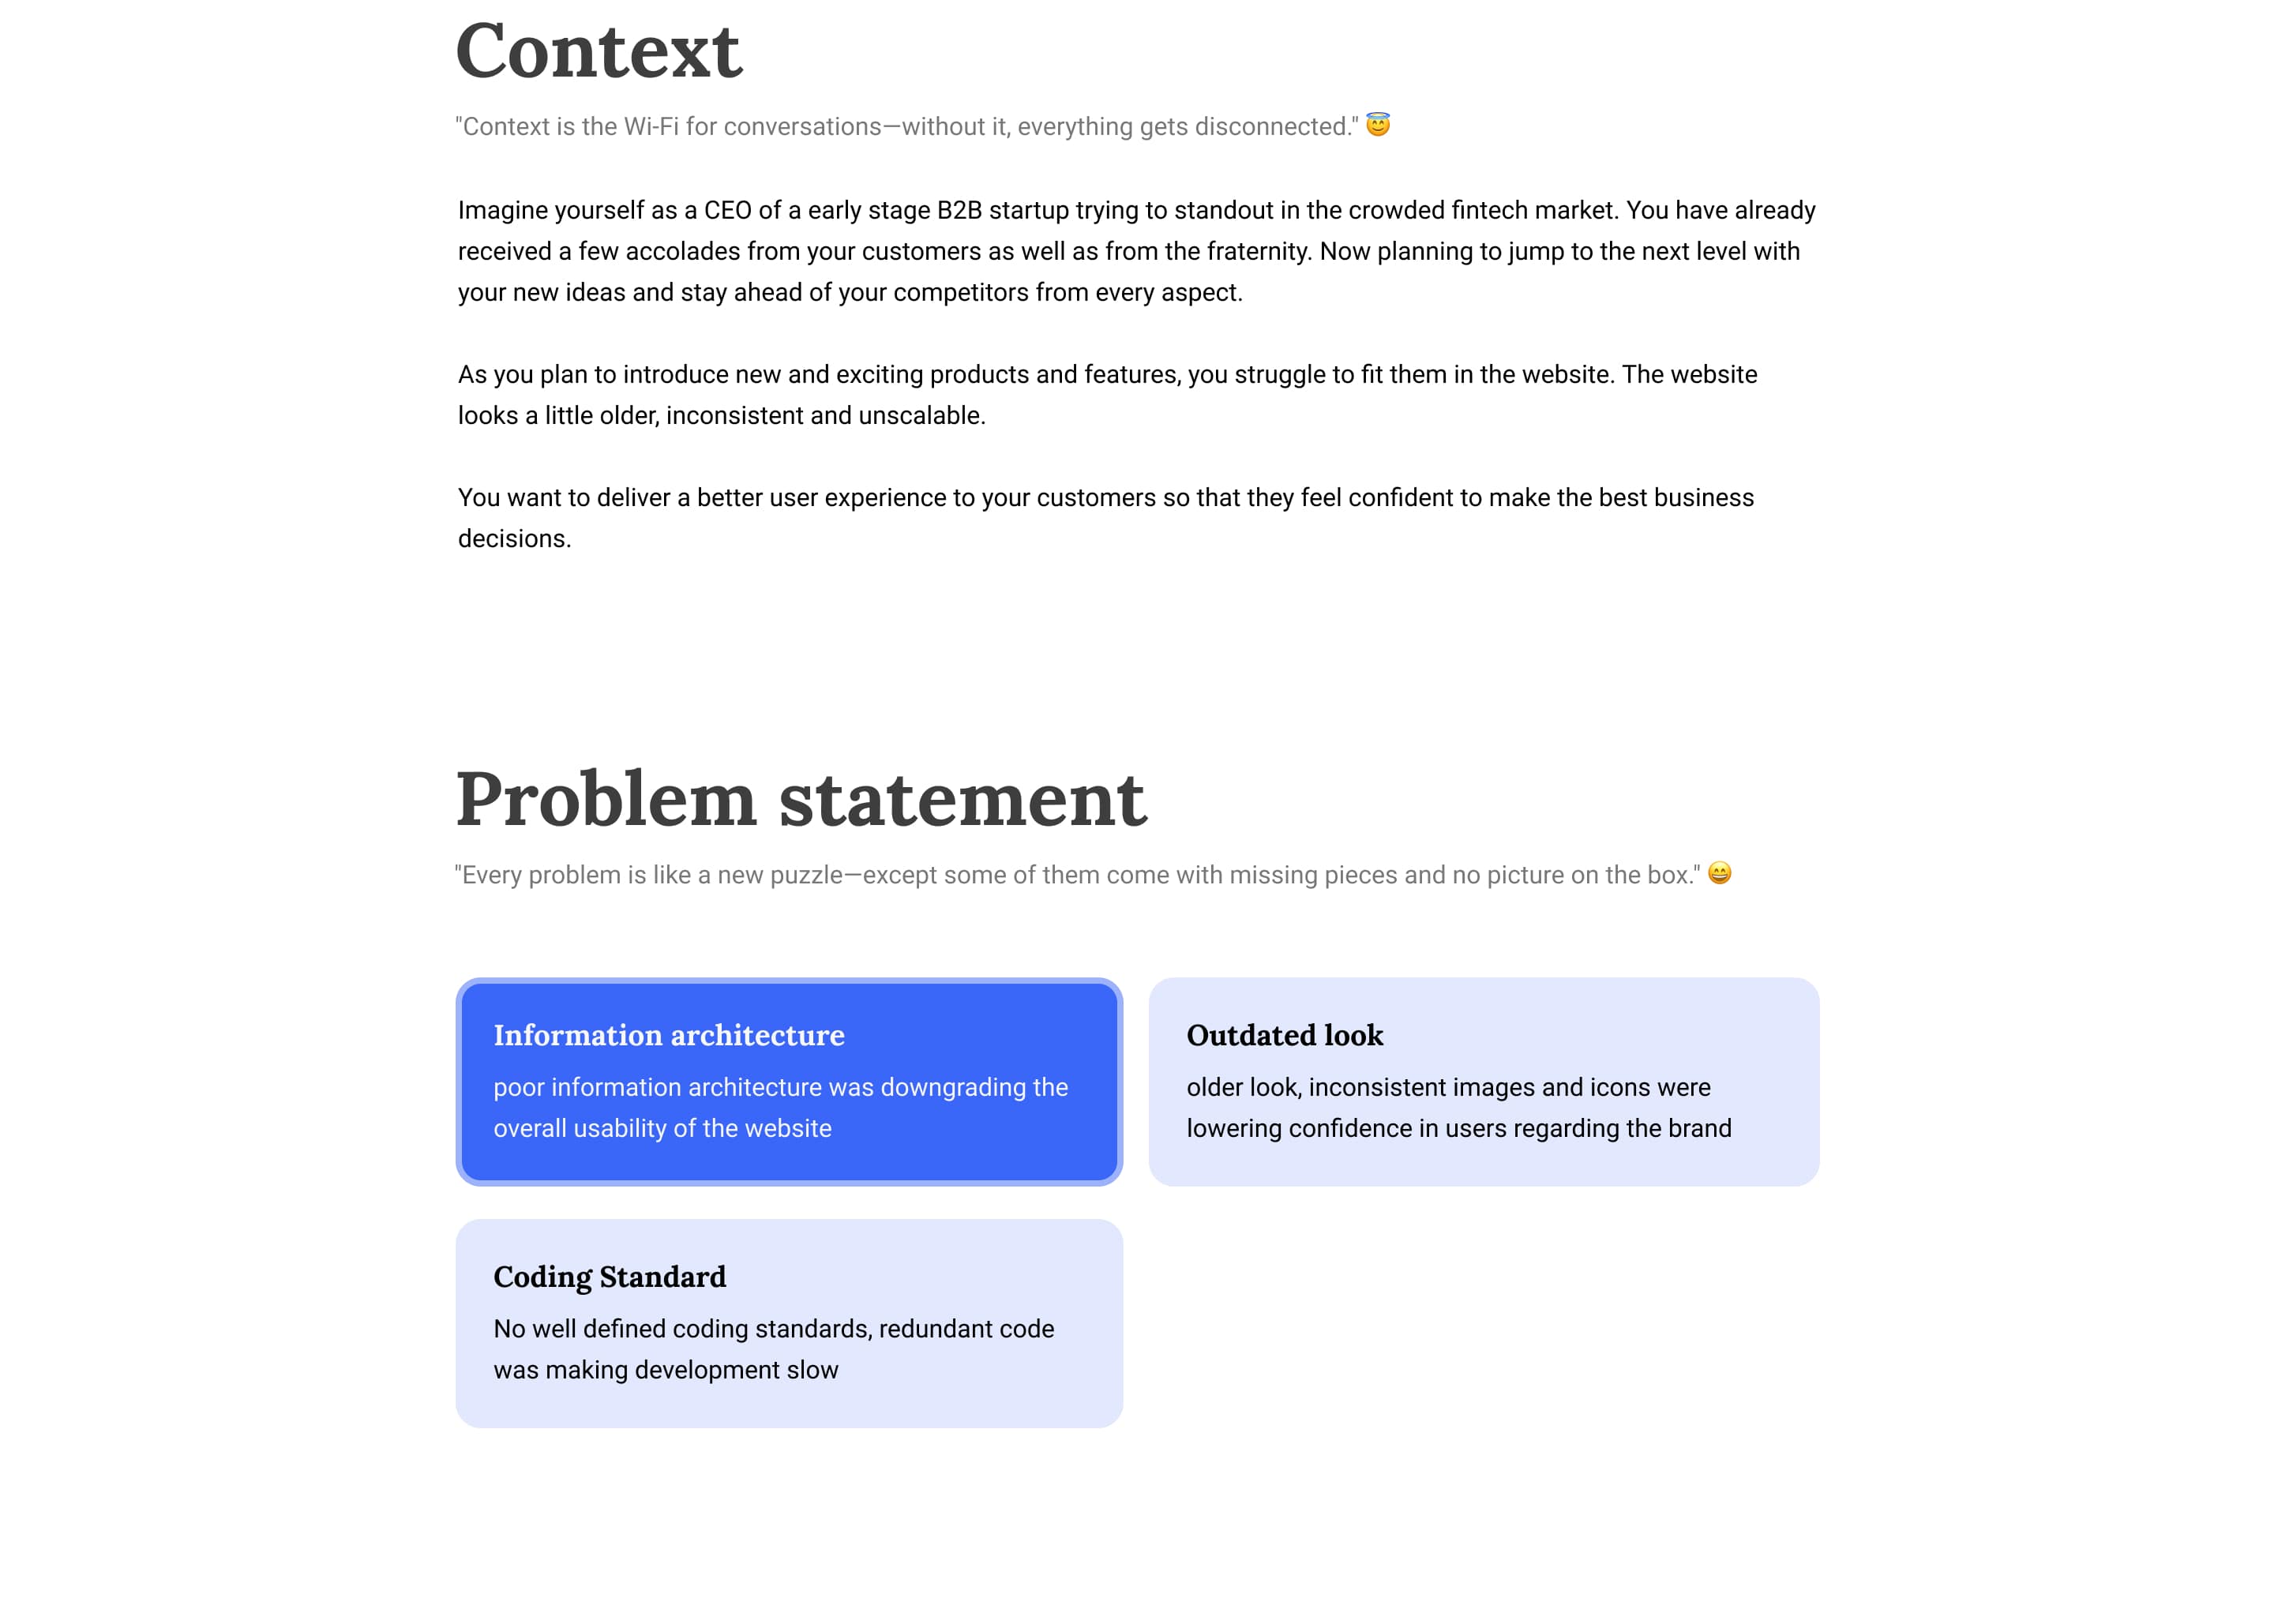 Context
"Context is the Wi-Fi for conversations—without it, everything gets disconnected." 😇
Imagine yourself as a CEO of a early stage B2B startup trying to standout in the crowded fintech market. You have already
received a few accolades from your customers as well as from the fraternity. Now planning to jump to the next level with
your new ideas and stay ahead of your competitors from every aspect.
As you plan to introduce new and exciting products and features, you struggle to fit them in the website. The website
looks a little older, inconsistent and unscalable.
You want to deliver a better user experience to your customers so that they feel confident to make the best business
decisions.
Problem statement
"Every problem is like a new puzzle—except some of them come with missing pieces and no picture on the box." 😄
Information architecture
poor information architecture was downgrading the
overall usability of the website
Outdated look
older look, inconsistent images and icons were
lowering confidence in users regarding the brand
Coding Standard
No well defined coding standards, redundant code
was making development slow